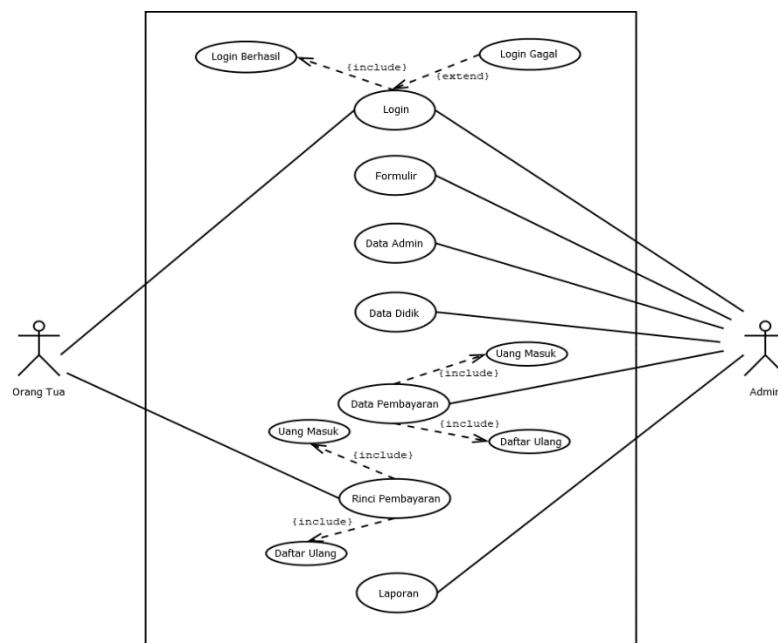 Login Berhasil
{include}
Login Gagal
{extend}
Login
Formulir
Data Admin
Data Didik
Orang Tua
Admin
Uang Masuk
{include}
Data Pembayaran
{include}
Uang Masuk
Daftar Ulang
{include}
Rinci Pembayaran
{include}
Daftar Ulang
Laporan